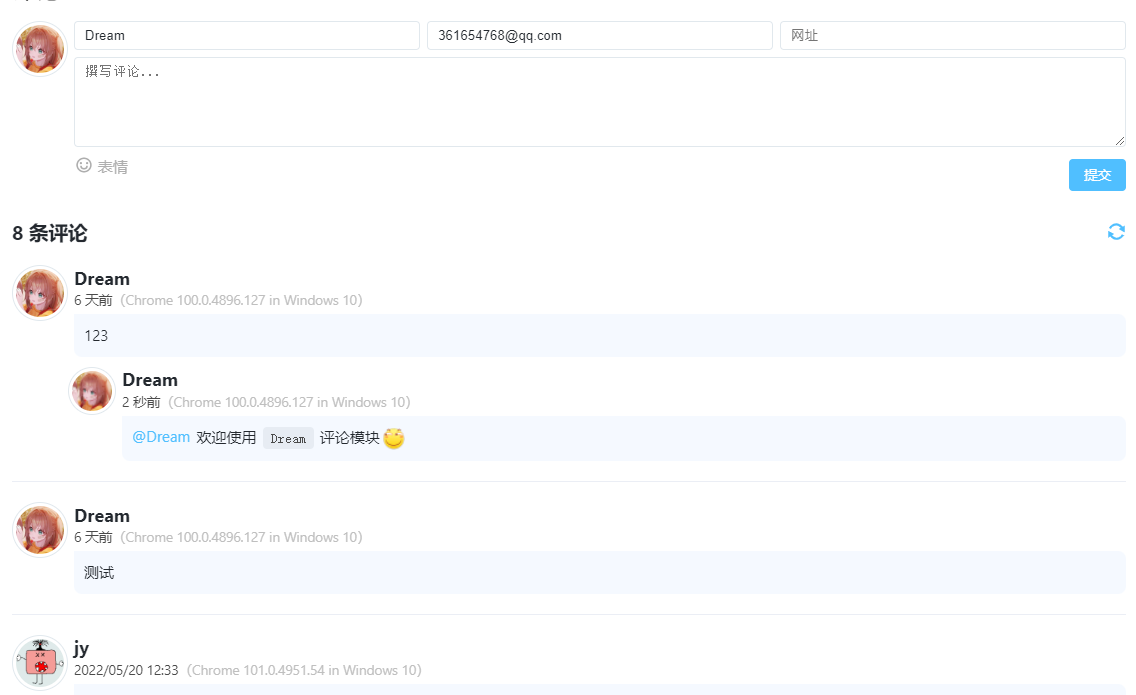 Dream 361654768@qq.com 网址
撰写评论...
表情
提交
8 条评论
Dream
6 天前 (Chrome 100.0.4896.127 in Windows 10)
123
Dream
2 秒前 (Chrome 100.0.4896.127 in Windows 10)
@Dream 欢迎使用 Dream 评论模块
Dream
6 天前 (Chrome 100.0.4896.127 in Windows 10)
测试
jy
2022/05/20 12:33 (Chrome 101.0.4951.54 in Windows 10)